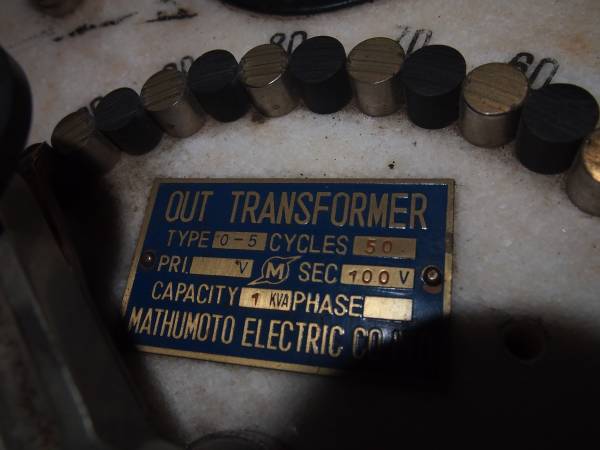 80 70 60
OUT TRANSFORMER
TYPE O-5 CYCLES 50
PRI. V M SEC 100 V
CAPACITY 1 KVA PHASE
MATHUMOTO ELECTRIC CO.